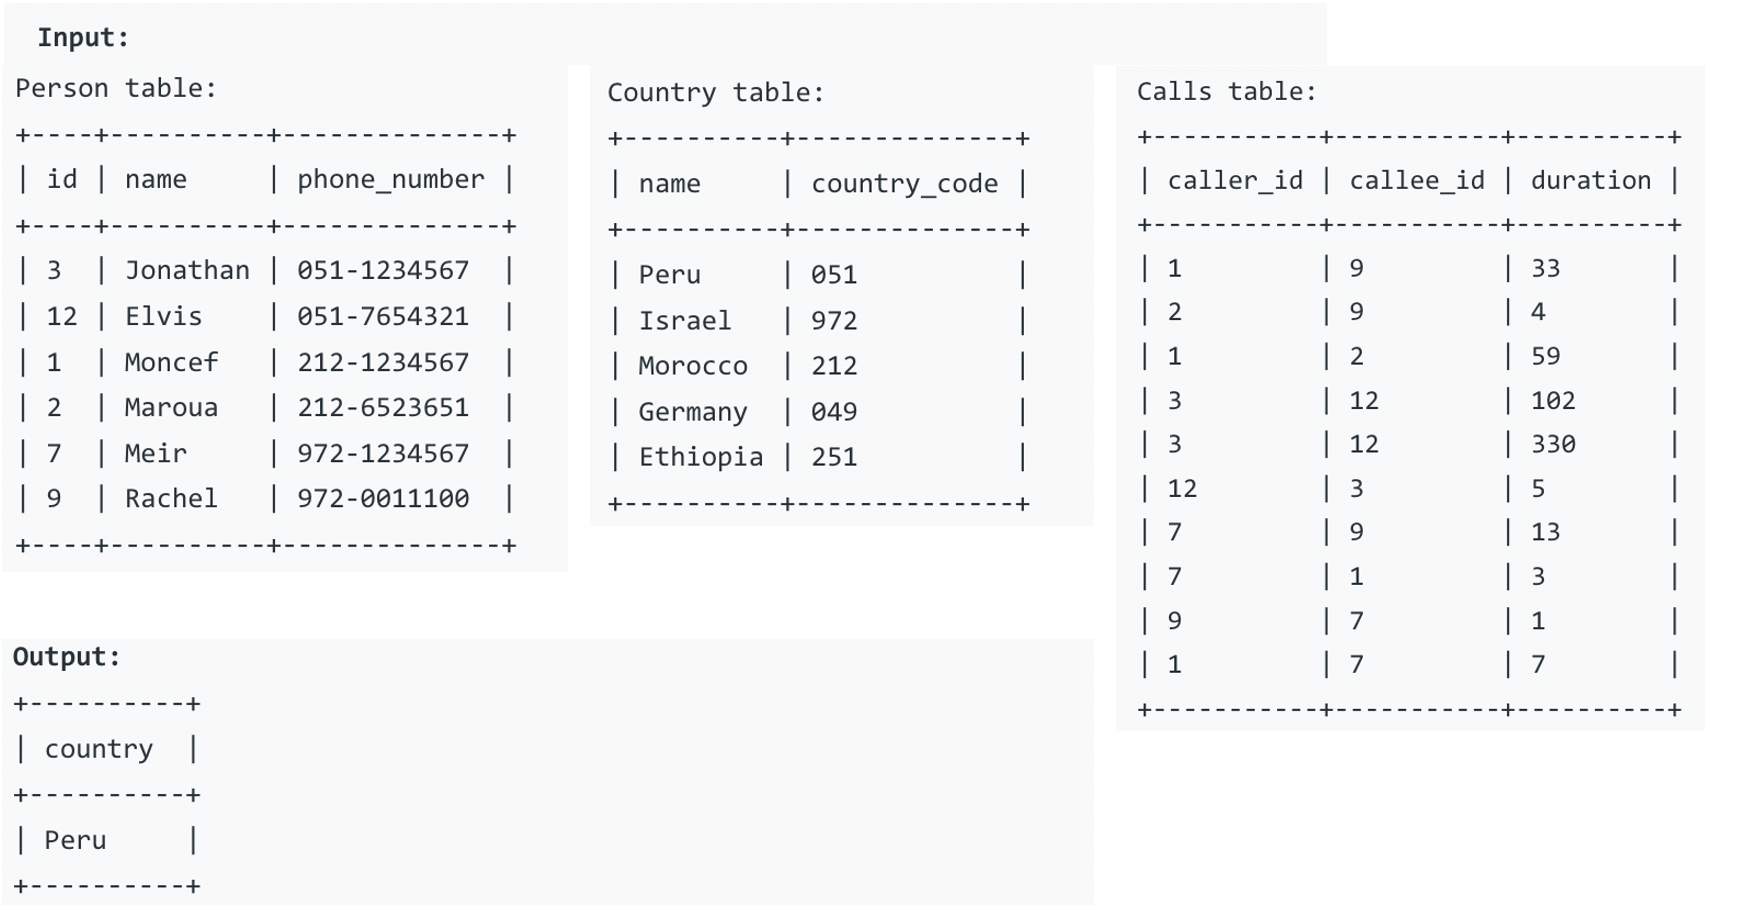 Input:
Person table:
+----+----------+--------------+
| id | name     | phone_number |
+----+----------+--------------+
| 3  | Jonathan | 051-1234567  |
| 12 | Elvis    | 051-7654321  |
| 1  | Moncef   | 212-1234567  |
| 2  | Maroua   | 212-6523651  |
| 7  | Meir     | 972-1234567  |
| 9  | Rachel   | 972-0011100  |
+----+----------+--------------+
Country table:
+----------+--------------+
| name     | country_code |
+----------+--------------+
| Peru     | 051          |
| Israel   | 972          |
| Morocco  | 212          |
| Germany  | 049          |
| Ethiopia | 251          |
+----------+--------------+
Calls table:
+-----------+-----------+----------+
| caller_id | callee_id | duration |
+-----------+-----------+----------+
| 1         | 9         | 33       |
| 2         | 9         | 4        |
| 1         | 2         | 59       |
| 3         | 12        | 102      |
| 3         | 12        | 330      |
| 12        | 3         | 5        |
| 7         | 9         | 13       |
| 7         | 1         | 3        |
| 9         | 7         | 1        |
| 1         | 7         | 7        |
+-----------+-----------+----------+
Output:
+----------+
| country  |
+----------+
| Peru     |
+----------+